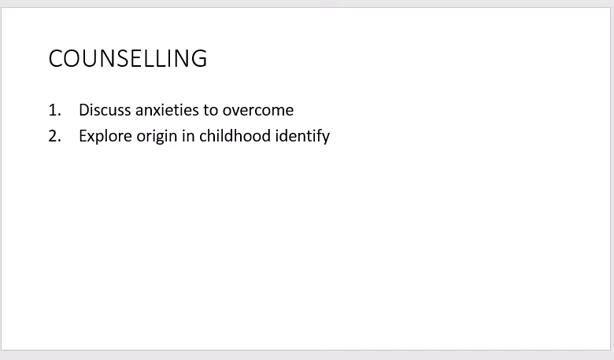 COUNSELLING
1. Discuss anxieties to overcome
2. Explore origin in childhood identify